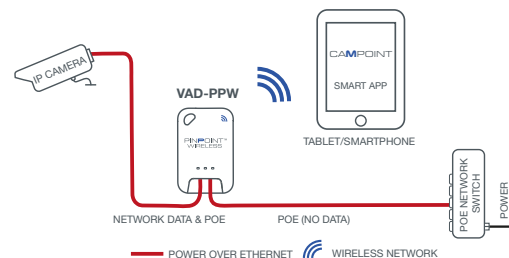 IP CAMERA
VAD-PPW
PINPOINT™
WIRELESS
CAMPOINT
SMART APP
TABLET/SMARTPHONE
POE NETWORK
SWITCH
POWER
NETWORK DATA & POE
POE (NO DATA)
POWER OVER ETHERNET
WIRELESS NETWORK